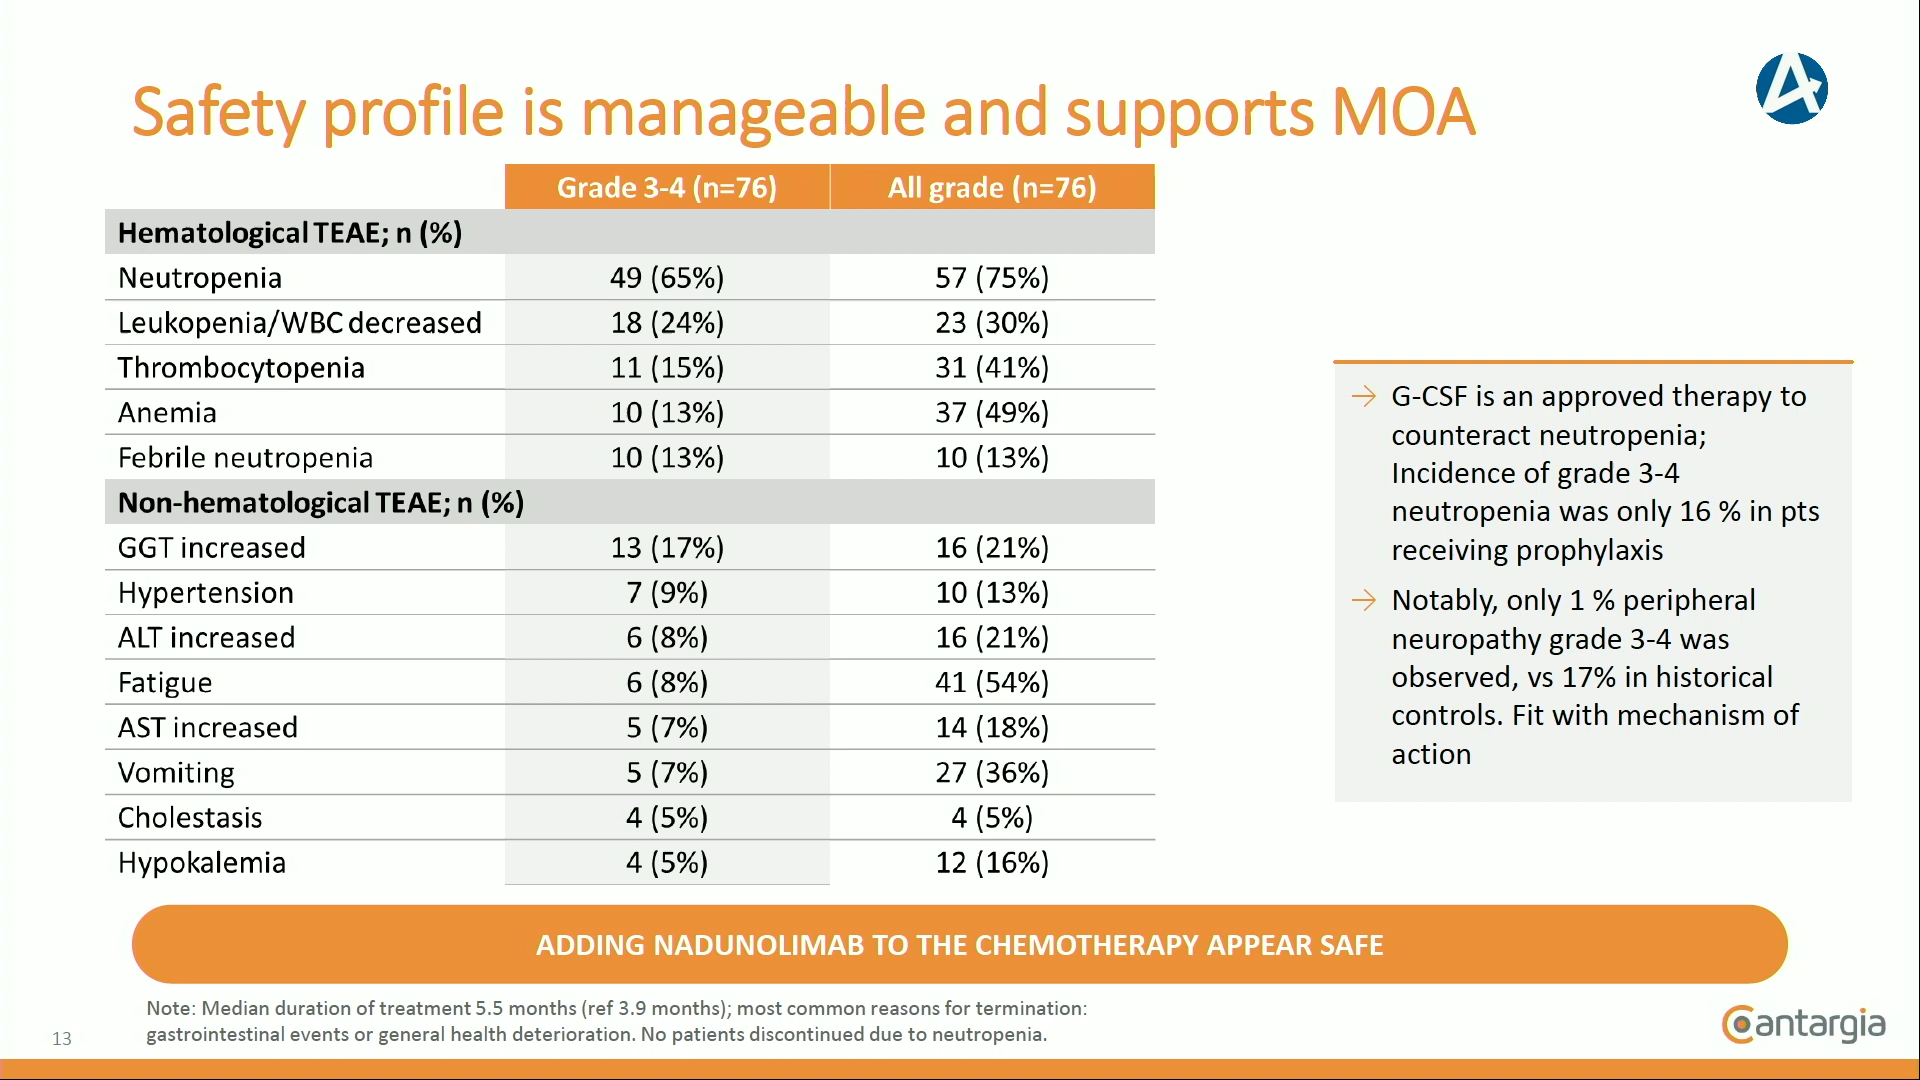 Safety profile is manageable and supports MOA
Grade 3-4 (n=76) All grade (n=76)
Hematological TEAE; n (%)
Neutropenia 49 (65%) 57 (75%)
Leukopenia/WBC decreased 18 (24%) 23 (30%)
Thrombocytopenia 11 (15%) 31 (41%)
Anemia 10 (13%) 37 (49%)
Febrile neutropenia 10 (13%) 10 (13%)
Non-hematological TEAE; n (%)
GGT increased 13 (17%) 16 (21%)
Hypertension 7 (9%) 10 (13%)
ALT increased 6 (8%) 16 (21%)
Fatigue 6 (8%) 41 (54%)
AST increased 5 (7%) 14 (18%)
Vomiting 5 (7%) 27 (36%)
Cholestasis 4 (5%) 4 (5%)
Hypokalemia 4 (5%) 12 (16%)
→ G-CSF is an approved therapy to
counteract neutropenia;
Incidence of grade 3-4
neutropenia was only 16 % in pts
receiving prophylaxis
→ Notably, only 1 % peripheral
neuropathy grade 3-4 was
observed, vs 17% in historical
controls. Fit with mechanism of
action
ADDING NADUNOLIMAB TO THE CHEMOTHERAPY APPEAR SAFE
Note: Median duration of treatment 5.5 months (ref 3.9 months); most common reasons for termination:
gastrointestinal events or general health deterioration. No patients discontinued due to neutropenia.
13
Cantargia